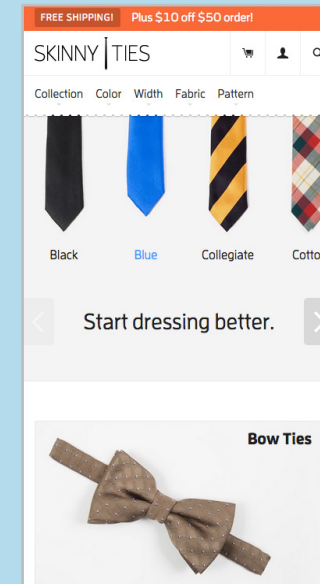 FREE SHIPPING! Plus $10 off $50 order!
SKINNY TIES
Collection Color Width Fabric Pattern
Black Blue Collegiate Cotto
Start dressing better.
Bow Ties